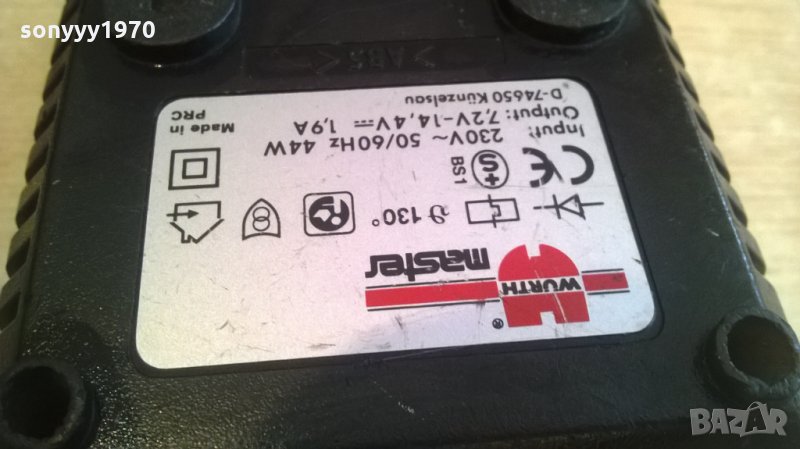 sonyyy1970
WÜRTH
®
master
ϑ 130°
S
BS1
CE
Input:
230V~ 50/60Hz 44W
Output: 7,2V-14,4V⎓ 1,9A
D-74650 Künzelsau
Made in
PRC
>ABS<
BAZAR